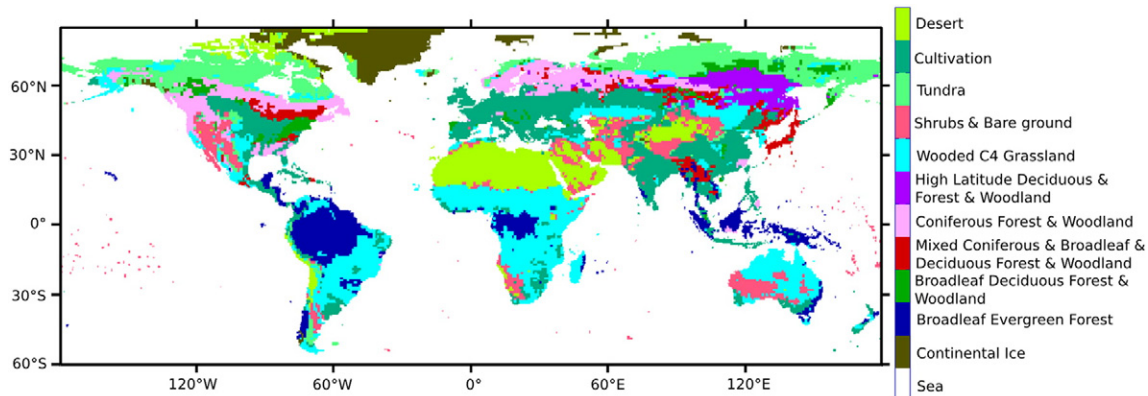 60°N
30°N
0°
30°S
60°S
120°W
60°W
0°
60°E
120°E
Desert
Cultivation
Tundra
Shrubs & Bare ground
Wooded C4 Grassland
High Latitude Deciduous &
Forest & Woodland
Coniferous Forest & Woodland
Mixed Coniferous & Broadleaf &
Deciduous Forest & Woodland
Broadleaf Deciduous Forest &
Woodland
Broadleaf Evergreen Forest
Continental Ice
Sea